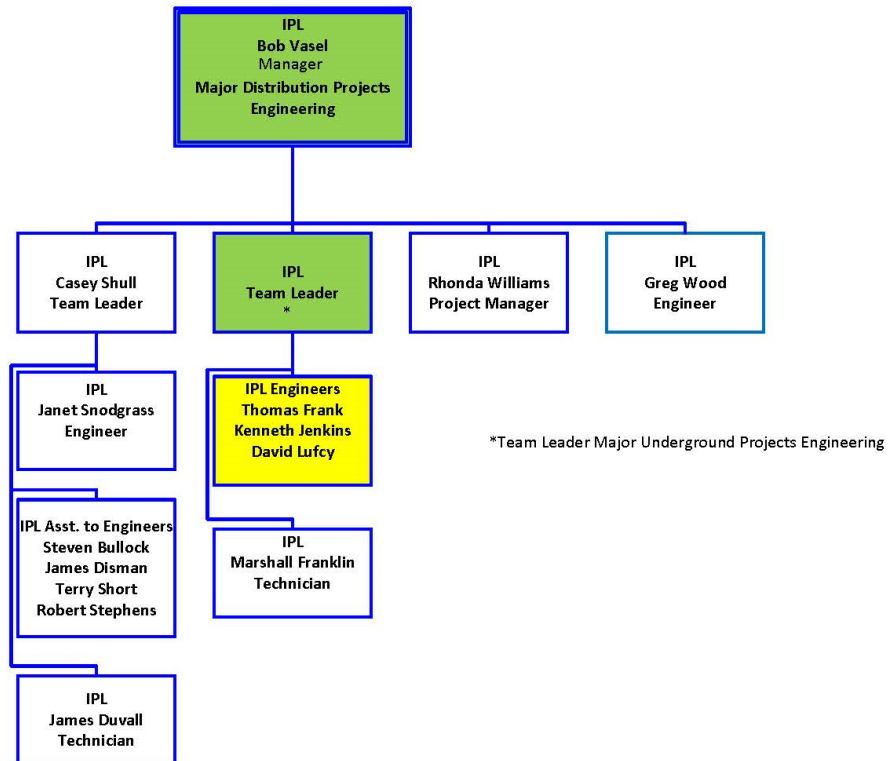 IPL
Bob Vasel
Manager
Major Distribution Projects
Engineering
IPL
Casey Shull
Team Leader
IPL
Team Leader
*
IPL
Rhonda Williams
Project Manager
IPL
Greg Wood
Engineer
IPL
Janet Snodgrass
Engineer
IPL Engineers
Thomas Frank
Kenneth Jenkins
David Lufcy
*Team Leader Major Underground Projects Engineering
IPL Asst. to Engineers
Steven Bullock
James Disman
Terry Short
Robert Stephens
IPL
Marshall Franklin
Technician
IPL
James Duvall
Technician